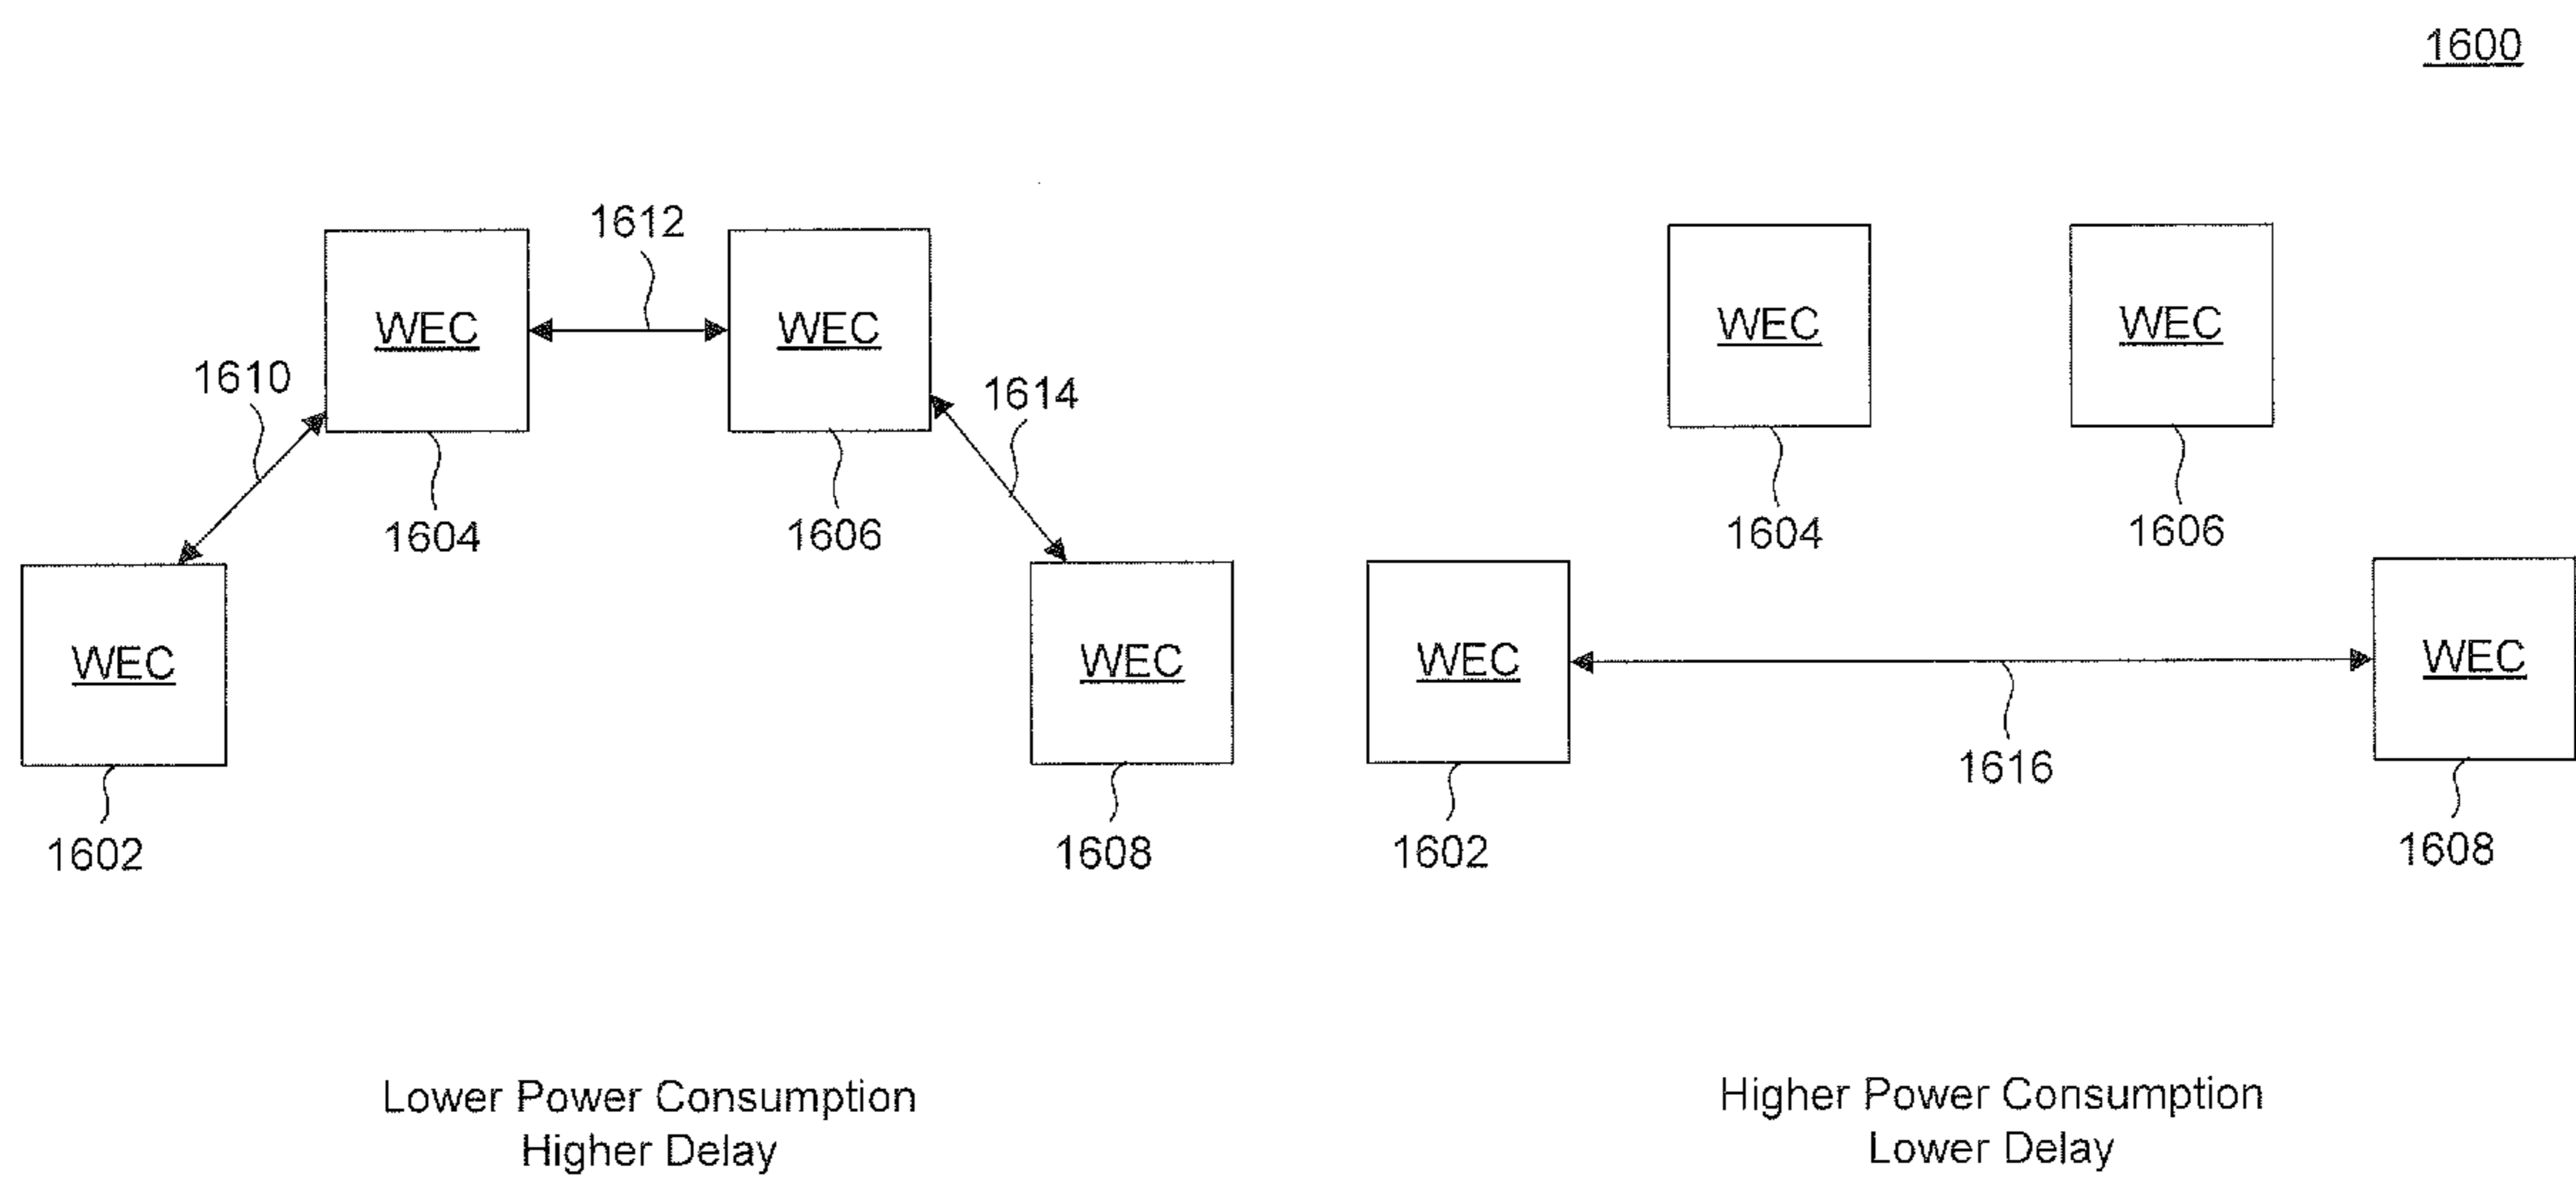 1600
1612
WEC
WEC
1610
1614
1604
1606
WEC
WEC
1602
1608
WEC
WEC
1604
1606
WEC
WEC
1616
1602
1608
Lower Power Consumption
Higher Delay
Higher Power Consumption
Lower Delay